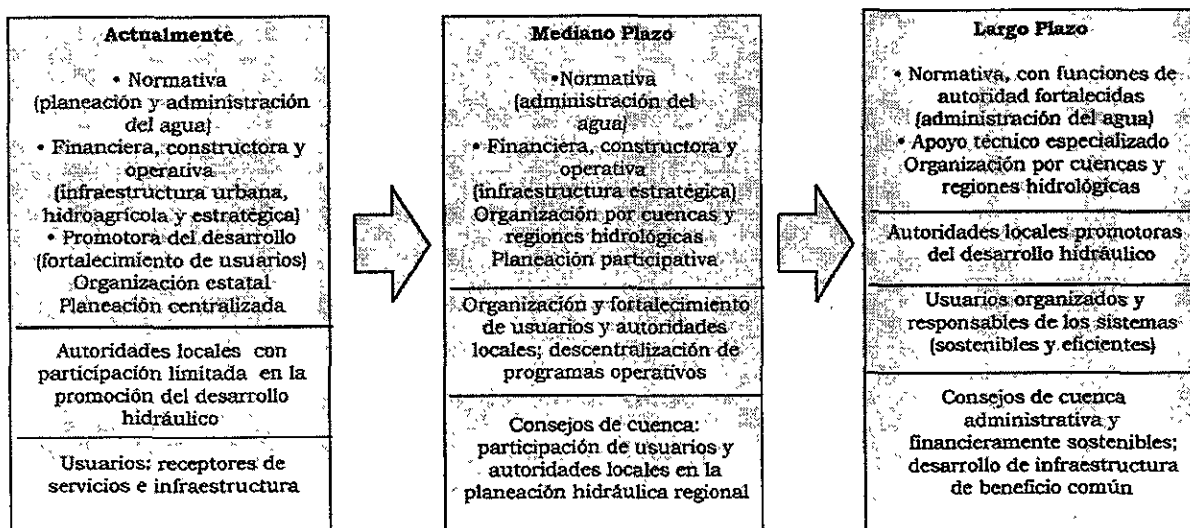 Actualmente
• Normativa
(planeación y administración
del agua)
• Financiera, constructora y
operativa
(infraestructura urbana,
hidroagrícola y estratégica)
• Promotora del desarrollo
(fortalecimiento de usuarios)
Organización estatal
Planeación centralizada
Autoridades locales con
participación limitada en la
promoción del desarrollo
hidráulico
Usuarios: receptores de
servicios e infraestructura
Mediano Plazo
•Normativa
(administración del
agua)
• Financiera, constructora y
operativa
(infraestructura estratégica)
Organización por cuencas y
regiones hidrológicas
Planeación participativa
Organización y fortalecimiento
de usuarios y autoridades
locales; descentralización de
programas operativos
Consejos de cuenca:
participación de usuarios y
autoridades locales en la
planeación hidráulica regional
Largo Plazo
• Normativa, con funciones de
autoridad fortalecidas
(administración del agua)
• Apoyo técnico especializado
Organización por cuencas y
regiones hidrológicas
Autoridades locales promotoras
del desarrollo hidráulico
Usuarios organizados y
responsables de los sistemas
(sostenibles y eficientes)
Consejos de cuenca
administrativa y
financieramente sostenibles;
desarrollo de infraestructura
de beneficio común